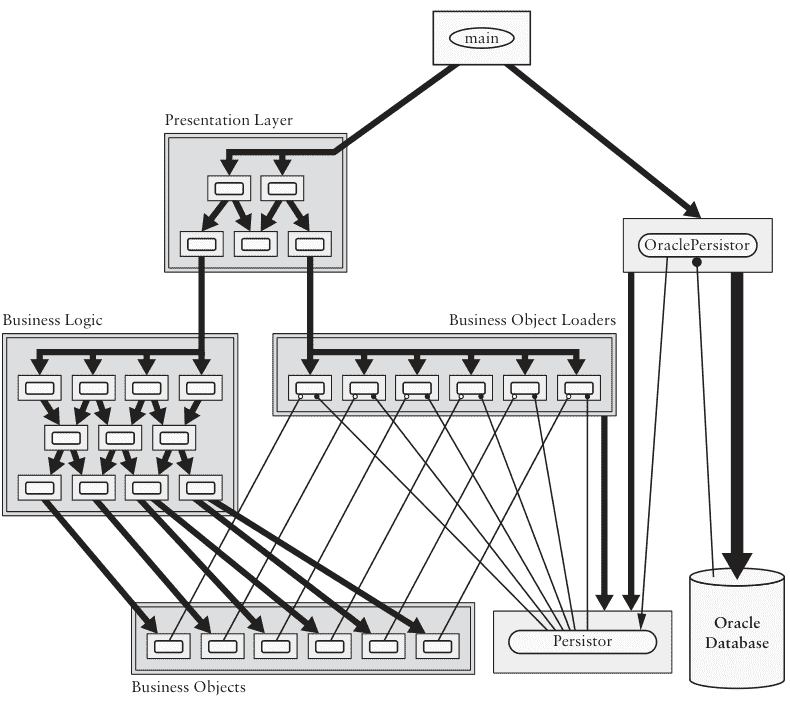 main
Presentation Layer
OraclePersistor
Business Logic
Business Object Loaders
Oracle
Database
Persistor
Business Objects